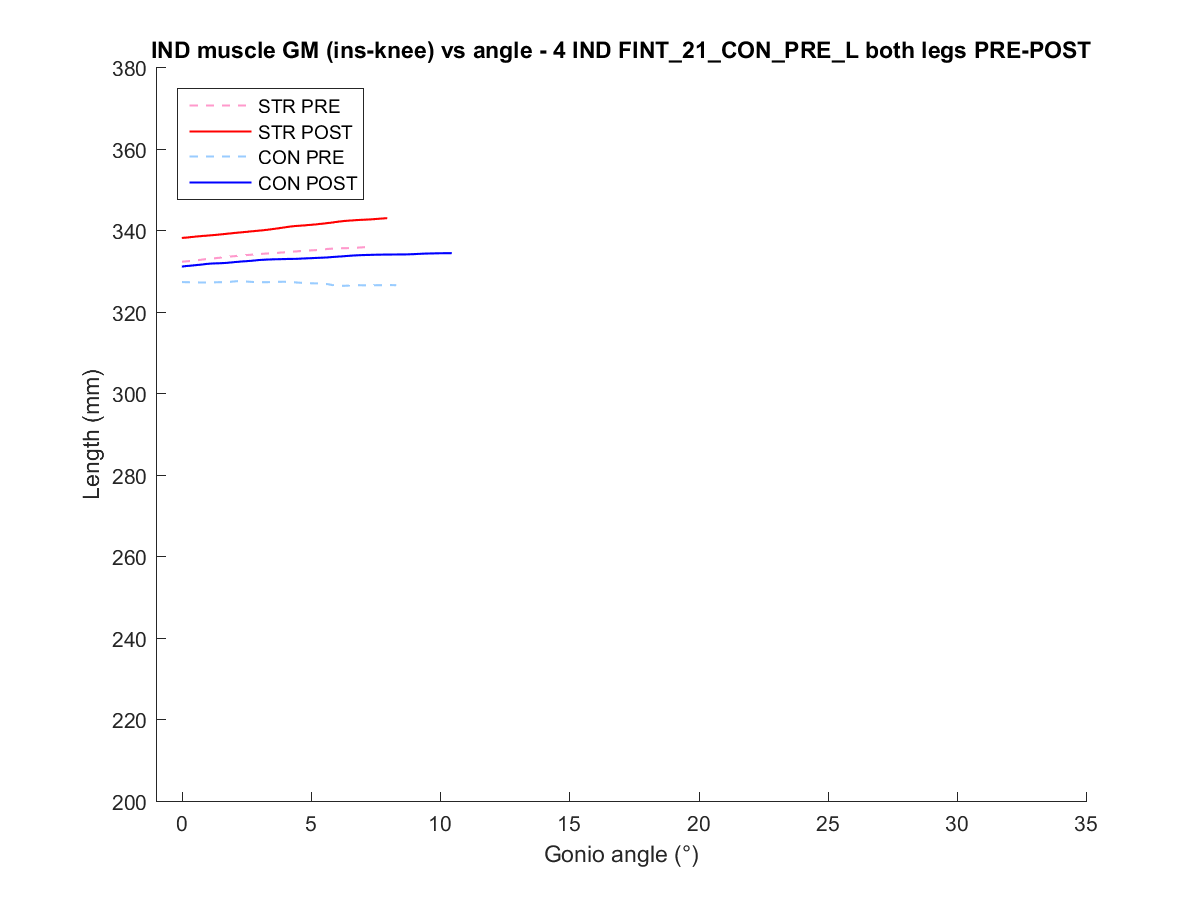 IND muscle GM (ins-knee) vs angle - 4 IND FINT_21_CON_PRE_L both legs PRE-POST
380
360
340
320
300
280
260
240
220
200
STR PRE
STR POST
CON PRE
CON POST
Length (mm)
0 5 10 15 20 25 30 35
Gonio angle (°)